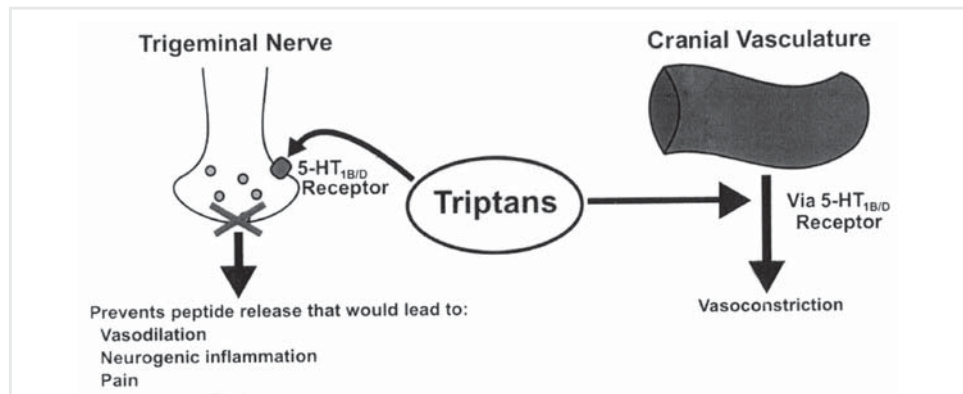 Trigeminal Nerve
5-HT1B/D
Receptor
Prevents peptide release that would lead to:
Vasodilation
Neurogenic inflammation
Pain
Triptans
Cranial Vasculature
Via 5-HT1B/D
Receptor
Vasoconstriction